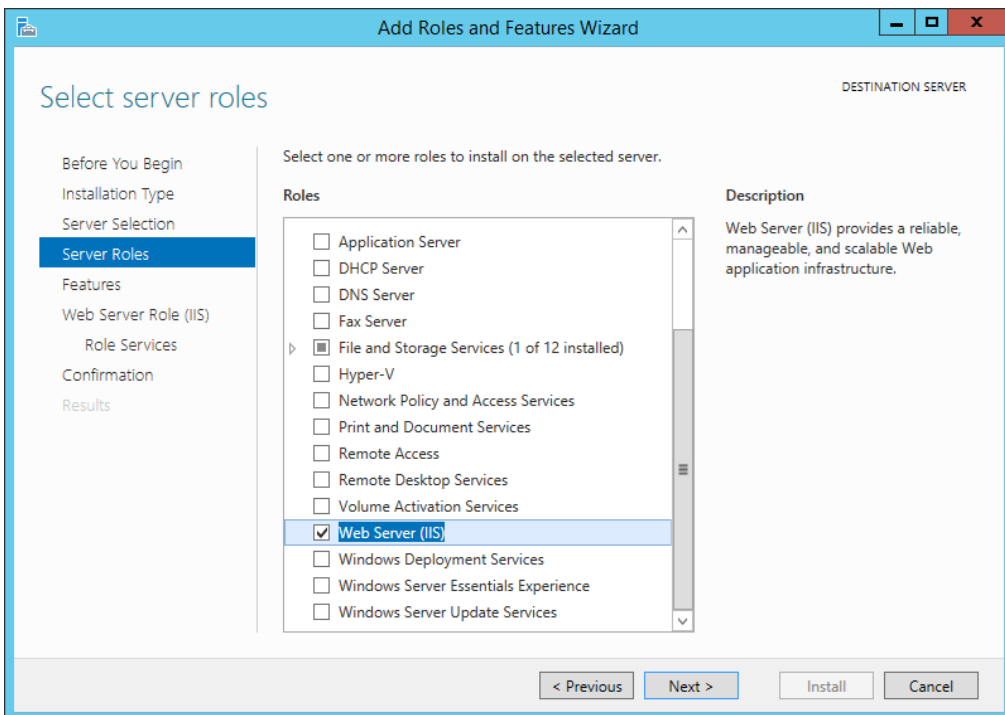 Add Roles and Features Wizard
x
Select server roles
DESTINATION SERVER
Before You Begin
Installation Type
Server Selection
Server Roles
Features
Web Server Role (IIS)
Role Services
Confirmation
Results
Select one or more roles to install on the selected server.
Roles
Application Server
DHCP Server
DNS Server
Fax Server
File and Storage Services (1 of 12 installed)
Hyper-V
Network Policy and Access Services
Print and Document Services
Remote Access
Remote Desktop Services
Volume Activation Services
Web Server (IIS)
Windows Deployment Services
Windows Server Essentials Experience
Windows Server Update Services
Description
Web Server (IIS) provides a reliable,
manageable, and scalable Web
application infrastructure.
< Previous
Next >
Install
Cancel